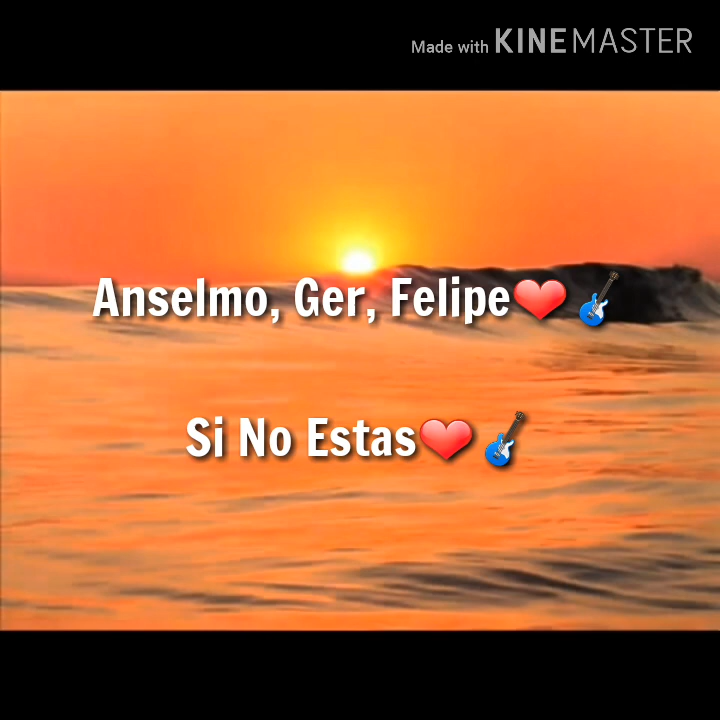 Made with KINEMASTER
Anselmo, Ger, Felipe❤🎸
Si No Estas❤🎸